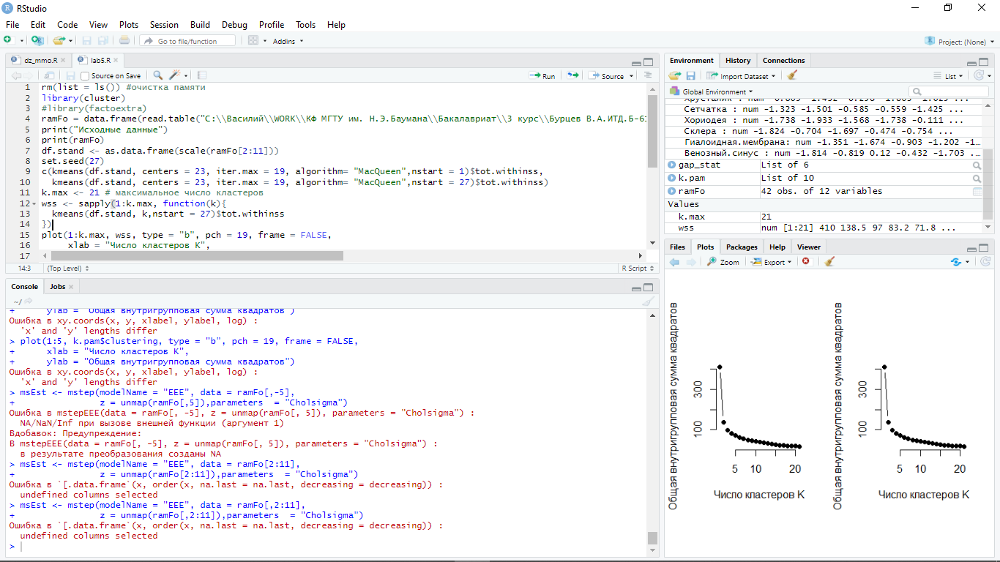 RStudio
File Edit Code View Plots Session Build Debug Profile Tools Help
Go to file/function Addins Project: (None)
dz_mmo.R lab5.R
Source on Save Run Source
1 rm(list = ls()) #очистка памяти
2 library(cluster)
3 #library(factoextra)
4 ramFo = data.frame(read.table("C:\\Василий\\WORK\\КФ МГТУ им. Н.Э.Баумана\\Бакалавриат\\3 курс\\Бурцев В.А.ИТД.Б-61
5 print("Исходные данные")
6 print(ramFo)
7 df.stand <- as.data.frame(scale(ramFo[2:11]))
8 set.seed(27)
9 c(kmeans(df.stand, centers = 23, iter.max = 19, algorithm= "MacQueen",nstart = 1)$tot.withinss,
10 kmeans(df.stand, centers = 23, iter.max = 19, algorithm= "MacQueen",nstart = 27)$tot.withinss)
11 k.max <- 21 # максимальное число кластеров
12 wss <- sapply(1:k.max, function(k){
13 kmeans(df.stand, k,nstart = 27)$tot.withinss
14 })
15 plot(1:k.max, wss, type = "b", pch = 19, frame = FALSE,
16 xlab = "Число кластеров K",
17
14:3 (Top Level) R Script
Console Jobs
~/
+ ylab = "Общая внутригрупповая сумма квадратов")
Ошибка в xy.coords(x, y, xlabel, ylabel, log) :
'x' and 'y' lengths differ
> plot(1:5, k.pam$clustering, type = "b", pch = 19, frame = FALSE,
+ xlab = "Число кластеров K",
+ ylab = "Общая внутригрупповая сумма квадратов")
Ошибка в xy.coords(x, y, xlabel, ylabel, log) :
'x' and 'y' lengths differ
> msEst <- mstep(modelName = "EEE", data = ramFo[,-5],
+ z = unmap(ramFo[,5]),parameters = "Cholsigma")
Ошибка в mstepEEE(data = ramFo[, -5], z = unmap(ramFo[, 5]), parameters = "Cholsigma") :
NA/NaN/Inf при вызове внешней функции (аргумент 1)
Вдобавок: Предупреждение:
В mstepEEE(data = ramFo[, -5], z = unmap(ramFo[, 5]), parameters = "Cholsigma") :
в результате преобразования созданы NA
> msEst <- mstep(modelName = "EEE", data = ramFo[2:11],
+ z = unmap(ramFo[2:11]),parameters = "Cholsigma")
Ошибка в `[.data.frame`(x, order(x, na.last = na.last, decreasing = decreasing)) :
undefined columns selected
> msEst <- mstep(modelName = "EEE", data = ramFo[,2:11],
+ z = unmap(ramFo[,2:11]),parameters = "Cholsigma")
Ошибка в `[.data.frame`(x, order(x, na.last = na.last, decreasing = decreasing)) :
undefined columns selected
>
Environment History Connections
Import Dataset List
Global Environment
Сетчатка : num -1.323 -1.501 -0.585 -0.559 -1.425 ...
Хориодея : num -1.738 -1.933 -1.568 -1.738 -0.111 ...
Склера : num -1.824 -0.704 -1.697 -0.474 -0.754 ...
Гиалоидная.мембрана: num -1.351 -1.674 -0.903 -1.202 -1...
Венозный.синус : num -1.814 -0.819 0.12 -0.432 -1.703 ...
gap_stat List of 6
k.pam List of 10
ramFo 42 obs. of 12 variables
Values
k.max 21
wss num [1:21] 410 138.5 97 83.2 71.8 ...
Files Plots Packages Help Viewer
Zoom Export
Общая внутригрупповая сумма квадратов
300
100
5 10 20
Число кластеров K
Общая внутригрупповая сумма квадратов
300
100
5 10 20
Число кластеров K